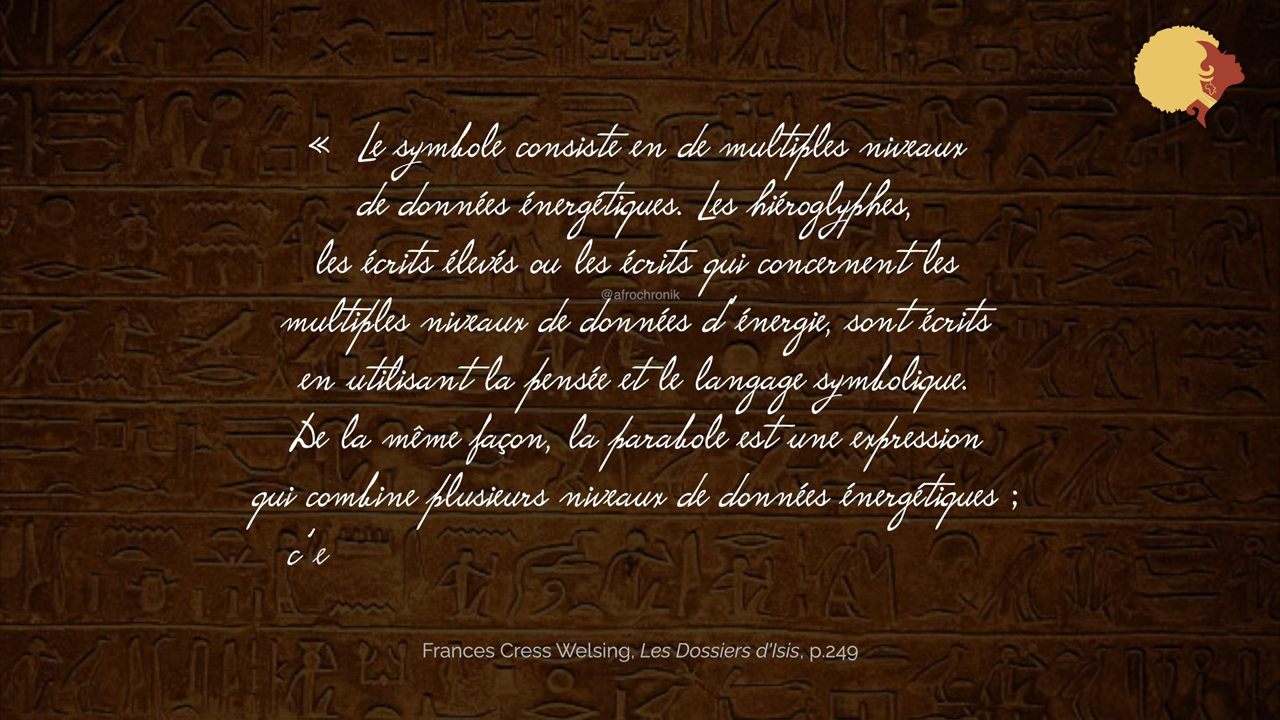 « Le symbole consiste en de multiples niveaux
de données énergétiques. Les hiéroglyphes,
les écrits élevés ou les écrits qui concernent les
@afrochronik
multiples niveaux de données d'énergie, sont écrits
en utilisant la pensée et le langage symbolique.
De la même façon, la parabole est une expression
qui combine plusieurs niveaux de données énergétiques ;
c'e
Frances Cress Welsing, Les Dossiers d'Isis, p.249